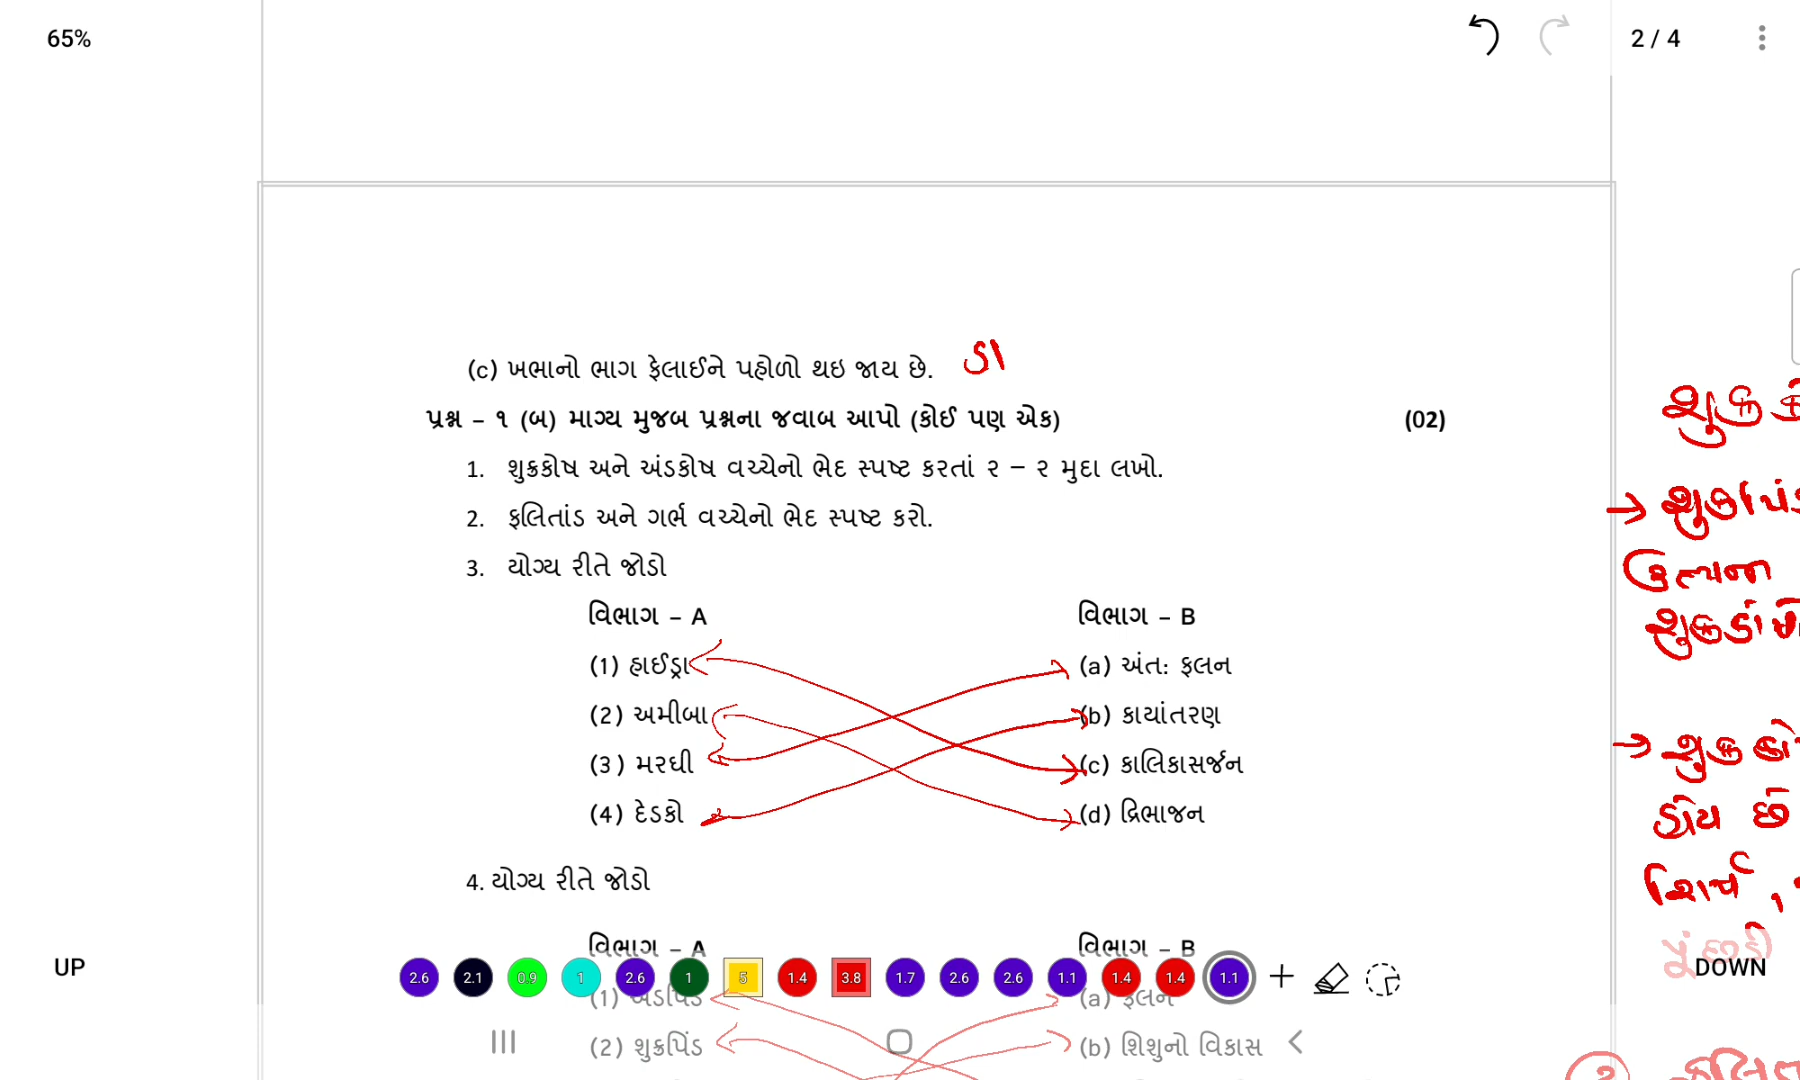 65%
2 / 4
(c) ખભાનો ભાગ ફેલાઈને પહોળો થઇ જાય છે. ડા
પ્રશ્ન – ૧ (બ) માગ્ય મુજબ પ્રશ્નના જવાબ આપો (કોઈ પણ એક) (02)
1. શુક્રકોષ અને અંડકોષ વચ્ચેનો ભેદ સ્પષ્ટ કરતાં ૨ – ૨ મુદા લખો.
2. ફલિતાંડ અને ગર્ભ વચ્ચેનો ભેદ સ્પષ્ટ કરો.
3. યોગ્ય રીતે જોડો
વિભાગ – A વિભાગ – B
(1) હાઈડ્રા (a) અંત: ફલન
(2) અમીબા (b) કાયાંતરણ
(3) મરઘી (c) કાલિકાસર્જન
(4) દેડકો (d) દ્વિભાજન
4. યોગ્ય રીતે જોડો
વિભાગ – A વિભાગ – B
(1) અંડપિંડ (a) ફલન
(2) શુક્રપિંડ (b) શિશુનો વિકાસ
હોય છે
UP
DOWN
2.6 2.1 0.9 1 2.6 1 5 1.4 3.8 1.7 2.6 2.6 1.1 1.4 1.4 1.1